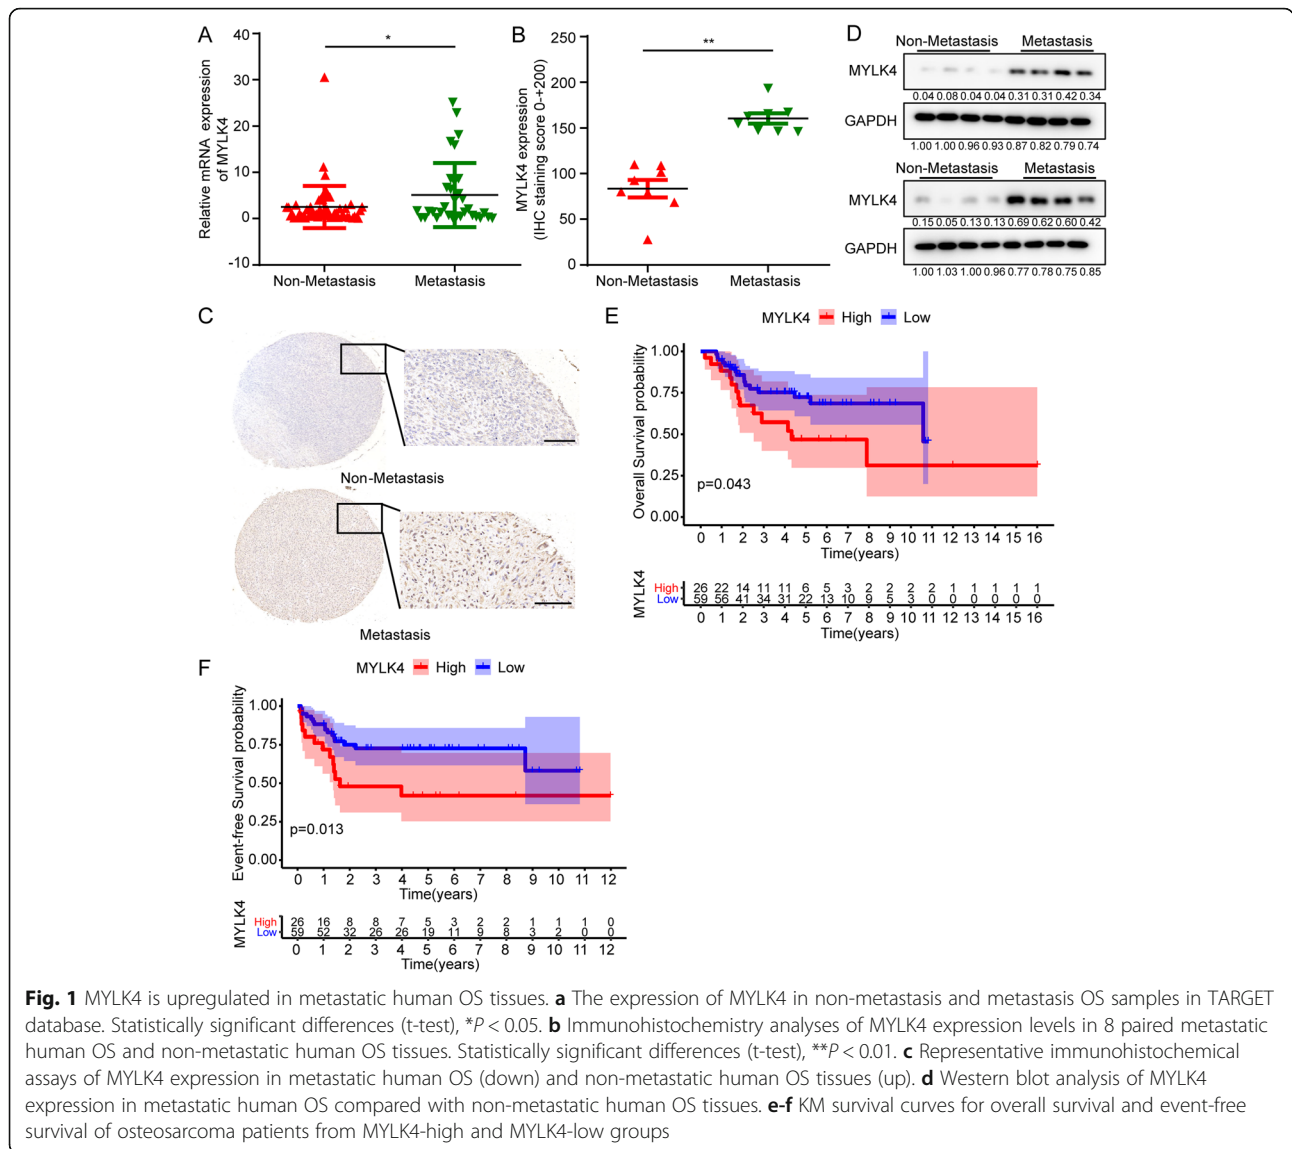 A
*
Relative mRNA expression
of MYLK4
40
30
20
10
0
-10
Non-Metastasis Metastasis
B
**
MYLK4 expression
(IHC staining score 0-+200)
250
200
150
100
50
0
Non-Metastasis Metastasis
D
Non-Metastasis Metastasis
MYLK4
0.04 0.08 0.04 0.04 0.31 0.31 0.42 0.34
GAPDH
1.00 1.00 0.96 0.93 0.87 0.82 0.79 0.74
Non-Metastasis Metastasis
MYLK4
0.15 0.05 0.13 0.13 0.69 0.62 0.60 0.42
GAPDH
1.00 1.03 1.00 0.96 0.77 0.78 0.75 0.85
C
Non-Metastasis
Metastasis
E
MYLK4 High Low
Overall Survival probability
1.00
0.75
0.50
0.25
0.00
p=0.043
0 1 2 3 4 5 6 7 8 9 10 11 12 13 14 15 16
Time(years)
MYLK4
High 26 22 14 11 11 6 5 3 2 2 2 2 1 1 1 1 1
Low 59 56 41 34 31 22 13 10 9 5 3 0 0 0 0 0 0
0 1 2 3 4 5 6 7 8 9 10 11 12 13 14 15 16
Time(years)
F
MYLK4 High Low
Event-free Survival probability
1.00
0.75
0.50
0.25
0.00
p=0.013
0 1 2 3 4 5 6 7 8 9 10 11 12
Time(years)
MYLK4
High 26 16 8 8 7 5 3 2 2 1 1 1 0
Low 59 52 32 26 26 19 11 9 8 3 2 0 0
0 1 2 3 4 5 6 7 8 9 10 11 12
Time(years)
Fig. 1 MYLK4 is upregulated in metastatic human OS tissues. a The expression of MYLK4 in non-metastasis and metastasis OS samples in TARGET
database. Statistically significant differences (t-test), *P < 0.05. b Immunohistochemistry analyses of MYLK4 expression levels in 8 paired metastatic
human OS and non-metastatic human OS tissues. Statistically significant differences (t-test), **P < 0.01. c Representative immunohistochemical
assays of MYLK4 expression in metastatic human OS (down) and non-metastatic human OS tissues (up). d Western blot analysis of MYLK4
expression in metastatic human OS compared with non-metastatic human OS tissues. e-f KM survival curves for overall survival and event-free
survival of osteosarcoma patients from MYLK4-high and MYLK4-low groups